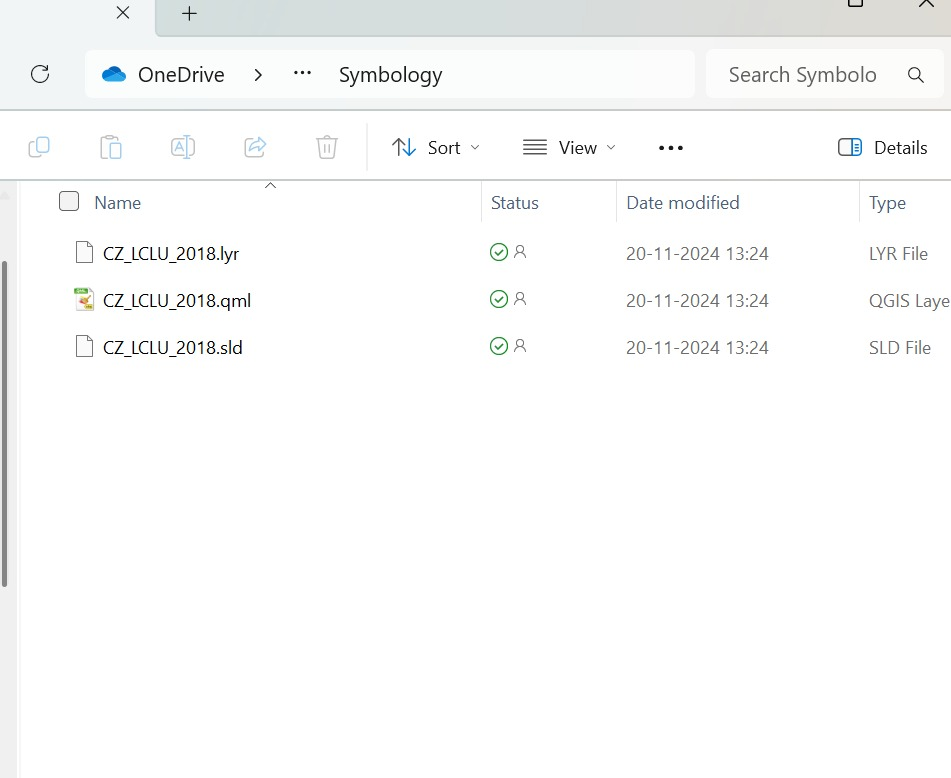 OneDrive > ... Symbology Search Symbolo
Sort View ... Details
Name Status Date modified Type
CZ_LCLU_2018.lyr 20-11-2024 13:24 LYR File
CZ_LCLU_2018.qml 20-11-2024 13:24 QGIS Laye
CZ_LCLU_2018.sld 20-11-2024 13:24 SLD File